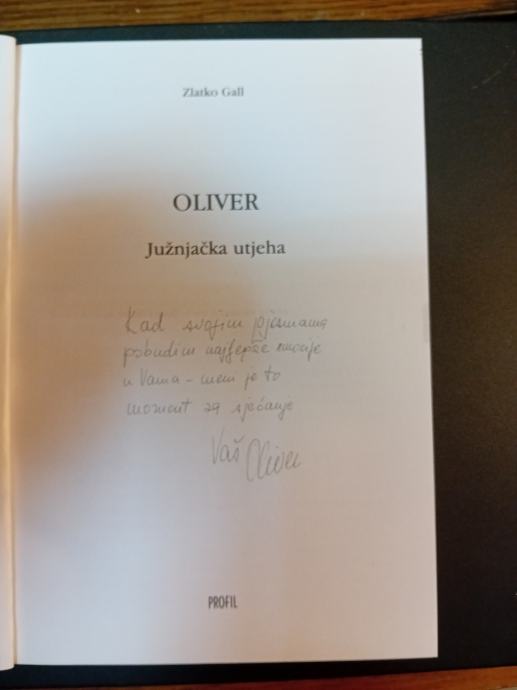 Zlatko Gall
OLIVER
Južnjačka utjeha
Kad svojim pjesmama
pobudim najljepše emocije
u Vama – meni je to
moment za sjećanje
Vaš Oliver
PROFIL